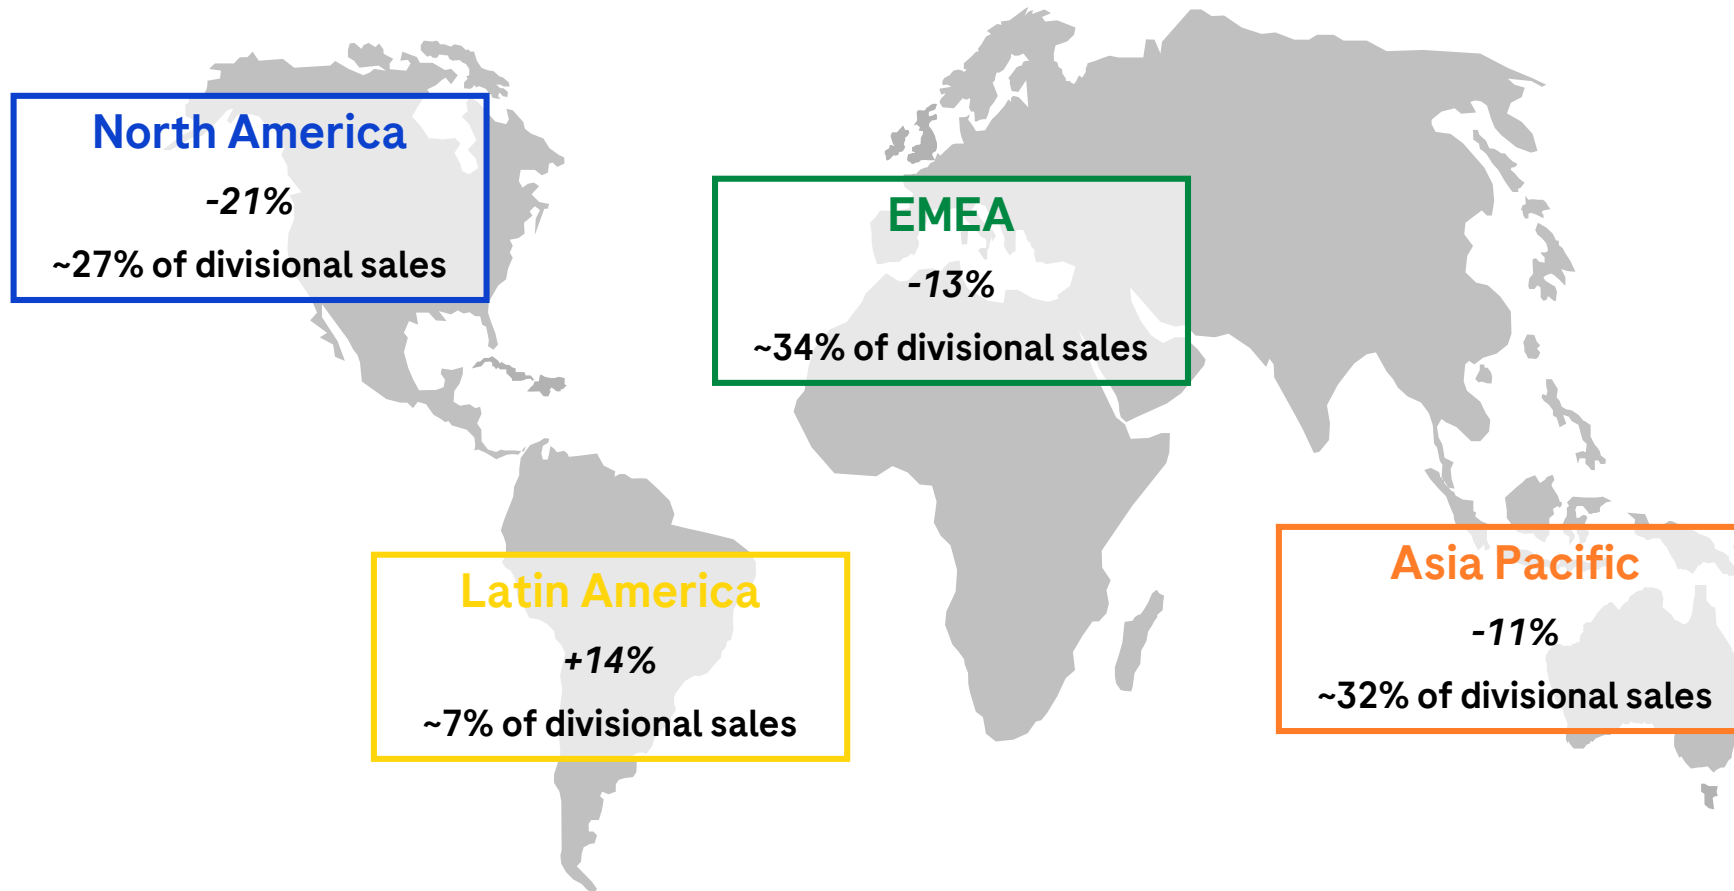 North America
-21%
~27% of divisional sales
EMEA
-13%
~34% of divisional sales
Latin America
+14%
~7% of divisional sales
Asia Pacific
-11%
~32% of divisional sales